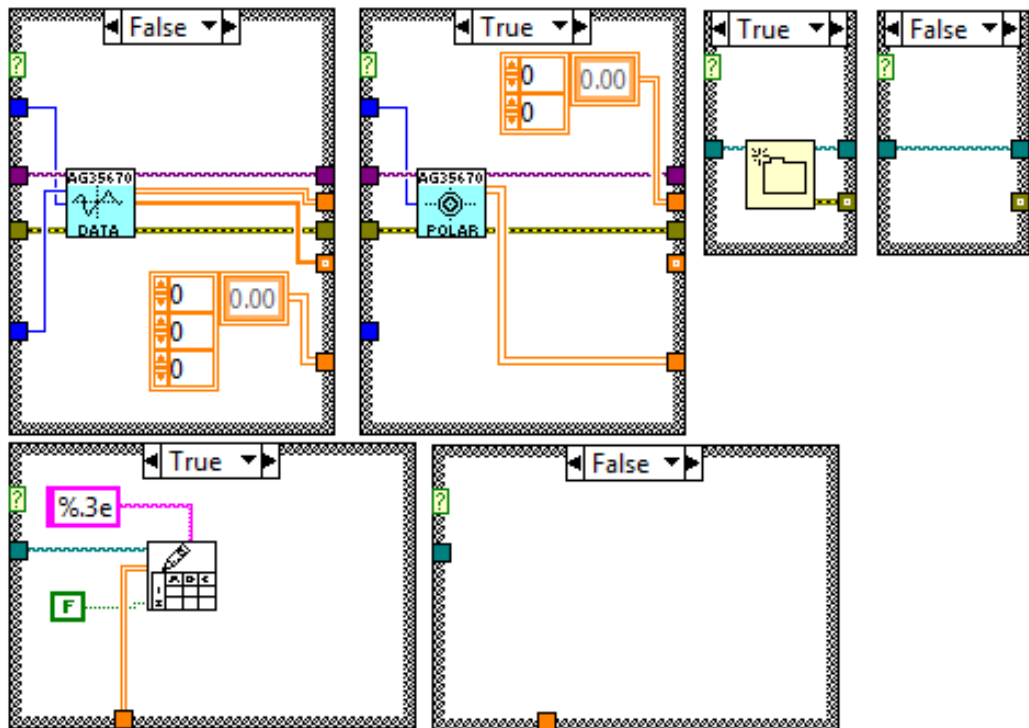 False
True
True
False
?
?
?
?
0
0.00
0
AG35670
DATA
AG35670
POLAR
0
0.00
0
0
True
False
?
?
%.3e
F